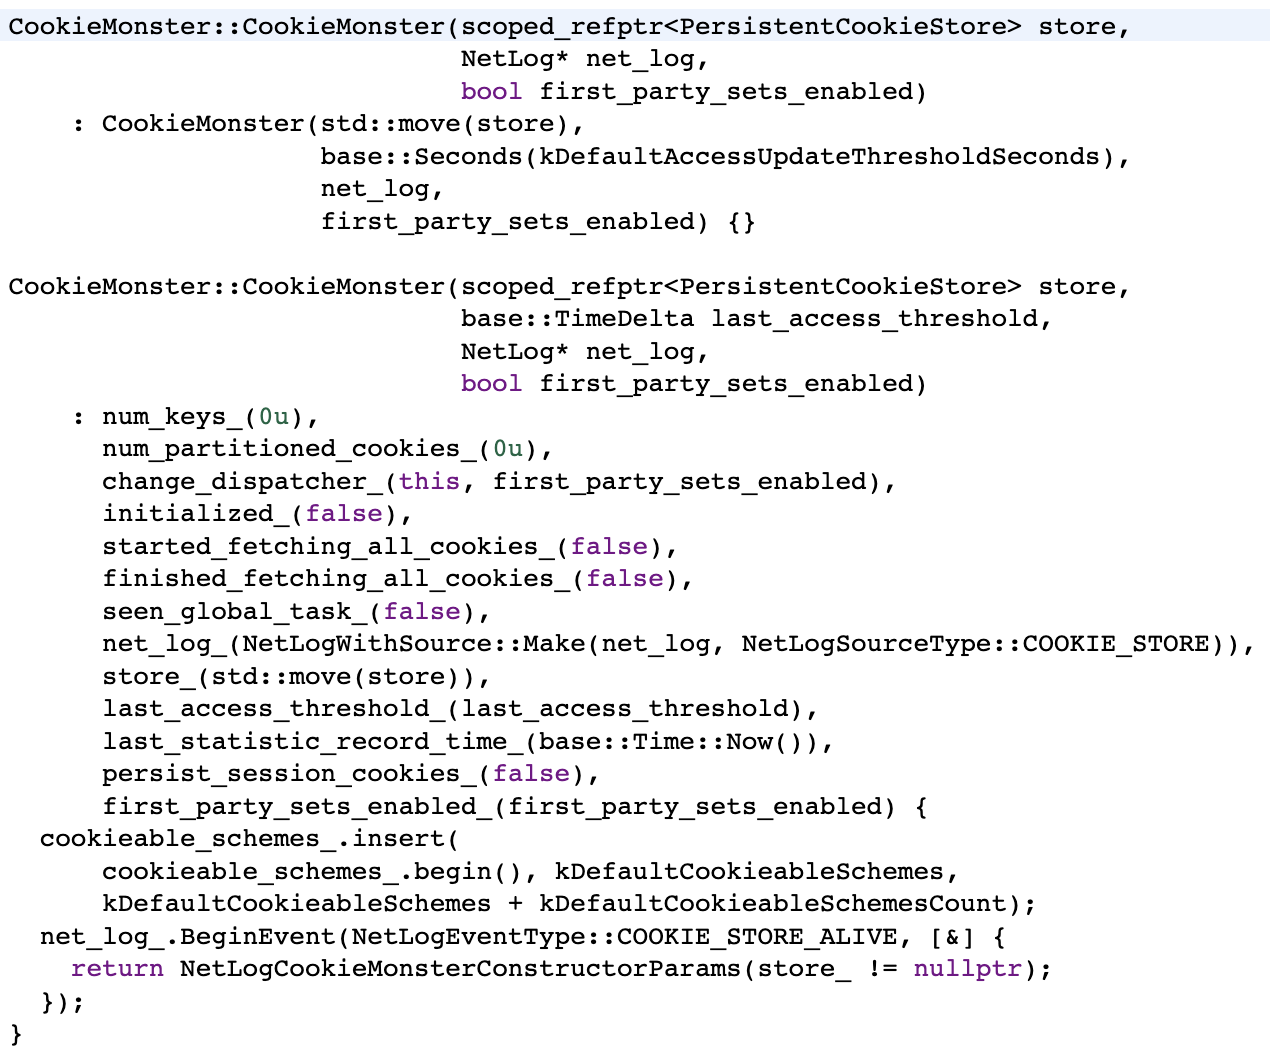 CookieMonster::CookieMonster(scoped_refptr<PersistentCookieStore> store,
                             NetLog* net_log,
                             bool first_party_sets_enabled)
    : CookieMonster(std::move(store),
                    base::Seconds(kDefaultAccessUpdateThresholdSeconds),
                    net_log,
                    first_party_sets_enabled) {}

CookieMonster::CookieMonster(scoped_refptr<PersistentCookieStore> store,
                             base::TimeDelta last_access_threshold,
                             NetLog* net_log,
                             bool first_party_sets_enabled)
    : num_keys_(0u),
      num_partitioned_cookies_(0u),
      change_dispatcher_(this, first_party_sets_enabled),
      initialized_(false),
      started_fetching_all_cookies_(false),
      finished_fetching_all_cookies_(false),
      seen_global_task_(false),
      net_log_(NetLogWithSource::Make(net_log, NetLogSourceType::COOKIE_STORE)),
      store_(std::move(store)),
      last_access_threshold_(last_access_threshold),
      last_statistic_record_time_(base::Time::Now()),
      persist_session_cookies_(false),
      first_party_sets_enabled_(first_party_sets_enabled) {
  cookieable_schemes_.insert(
      cookieable_schemes_.begin(), kDefaultCookieableSchemes,
      kDefaultCookieableSchemes + kDefaultCookieableSchemesCount);
  net_log_.BeginEvent(NetLogEventType::COOKIE_STORE_ALIVE, [&] {
    return NetLogCookieMonsterConstructorParams(store_ != nullptr);
  });
}